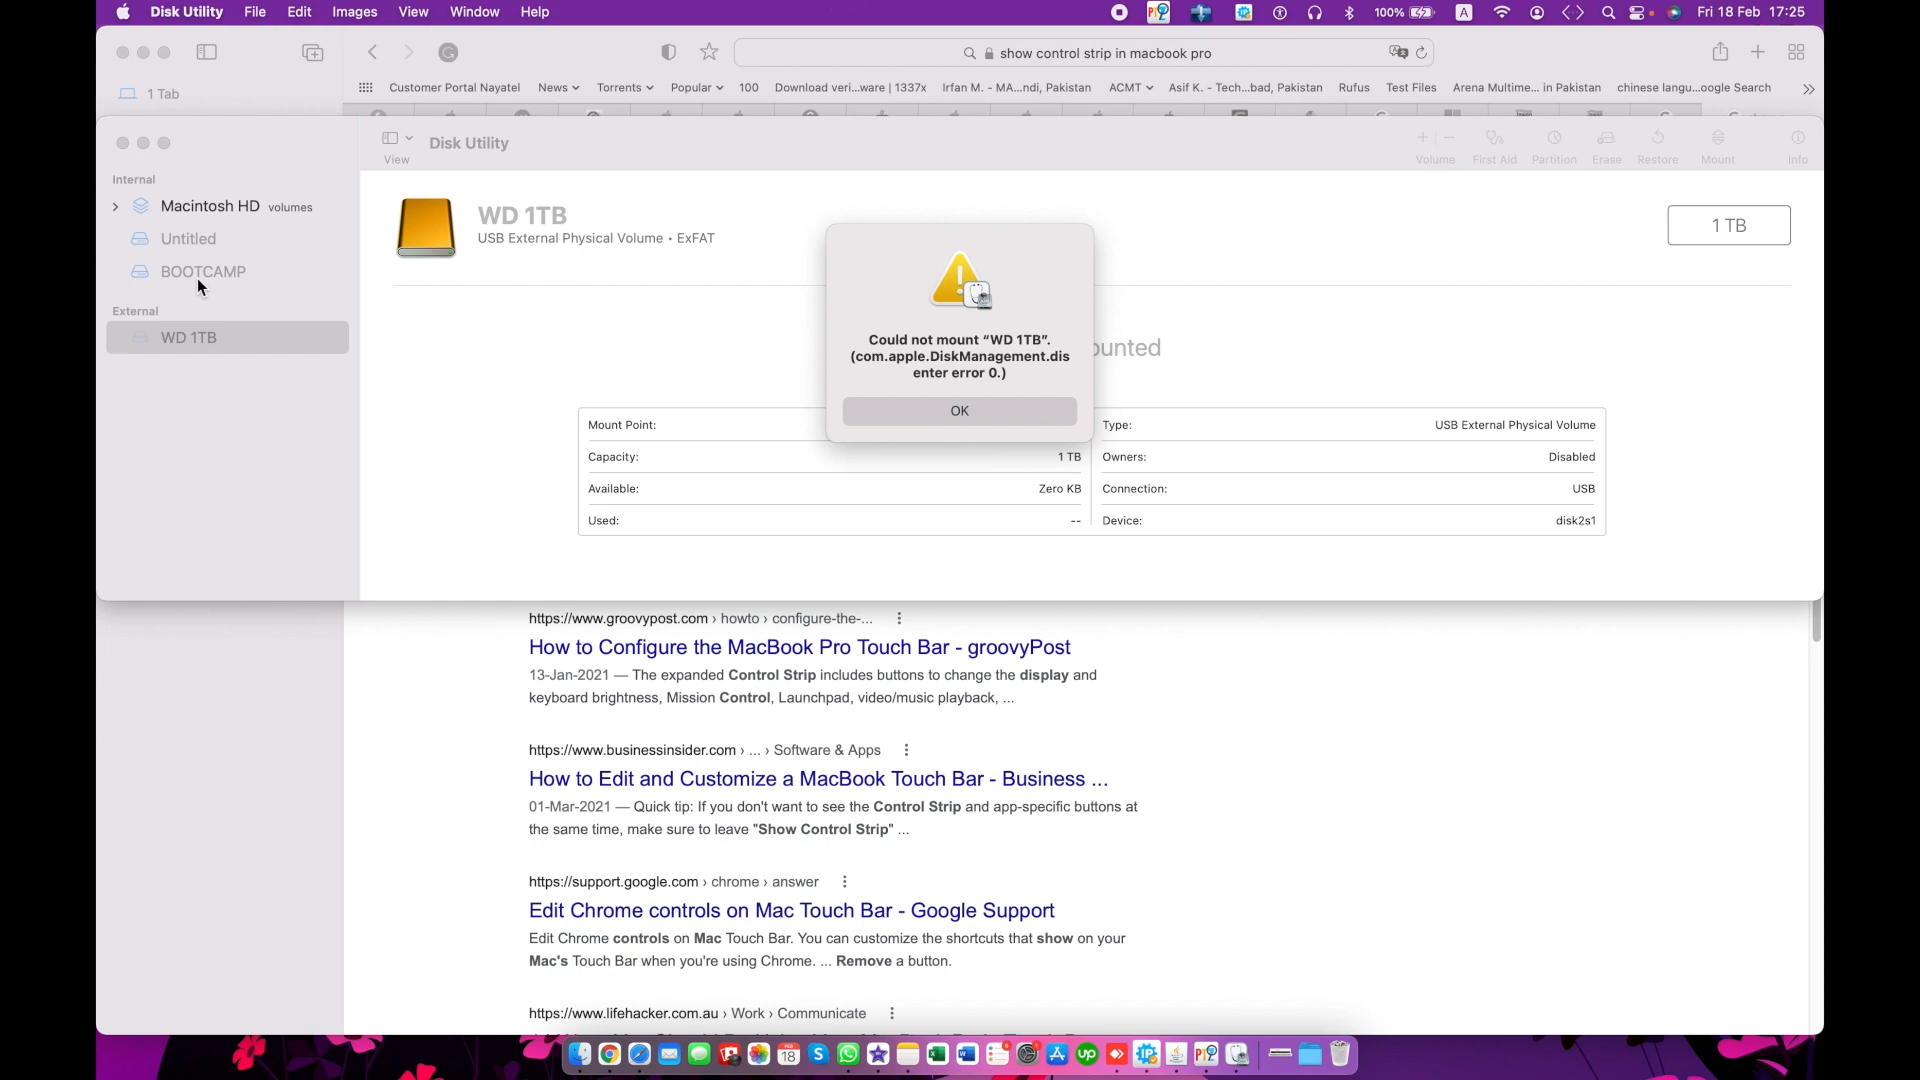 Disk Utility File Edit Images View Window Help 100% A Fri 18 Feb 17:25
show control strip in macbook pro
1 Tab
Customer Portal Nayatel News Torrents Popular 100 Download veri...ware | 1337x Irfan M. - MA...ndi, Pakistan ACMT Asif K. - Tech...bad, Pakistan Rufus Test Files Arena Multime... in Pakistan chinese langu...oogle Search
Disk Utility
View
Volume First Aid Partition Erase Restore Mount Info
Internal
Macintosh HD volumes
Untitled
BOOTCAMP
External
WD 1TB
WD 1TB
USB External Physical Volume • ExFAT
1 TB
Could not mount “WD 1TB”.
(com.apple.DiskManagement.dis
enter error 0.)
OK
ounted
Mount Point:
Capacity: 1 TB
Available: Zero KB
Used: --
Type: USB External Physical Volume
Owners: Disabled
Connection: USB
Device: disk2s1
https://www.groovypost.com › howto › configure-the-...
How to Configure the MacBook Pro Touch Bar - groovyPost
13-Jan-2021 — The expanded Control Strip includes buttons to change the display and
keyboard brightness, Mission Control, Launchpad, video/music playback, ...
https://www.businessinsider.com › ... › Software & Apps
How to Edit and Customize a MacBook Touch Bar - Business ...
01-Mar-2021 — Quick tip: If you don't want to see the Control Strip and app-specific buttons at
the same time, make sure to leave "Show Control Strip" ...
https://support.google.com › chrome › answer
Edit Chrome controls on Mac Touch Bar - Google Support
Edit Chrome controls on Mac Touch Bar. You can customize the shortcuts that show on your
Mac's Touch Bar when you're using Chrome. ... Remove a button.
https://www.lifehacker.com.au › Work › Communicate